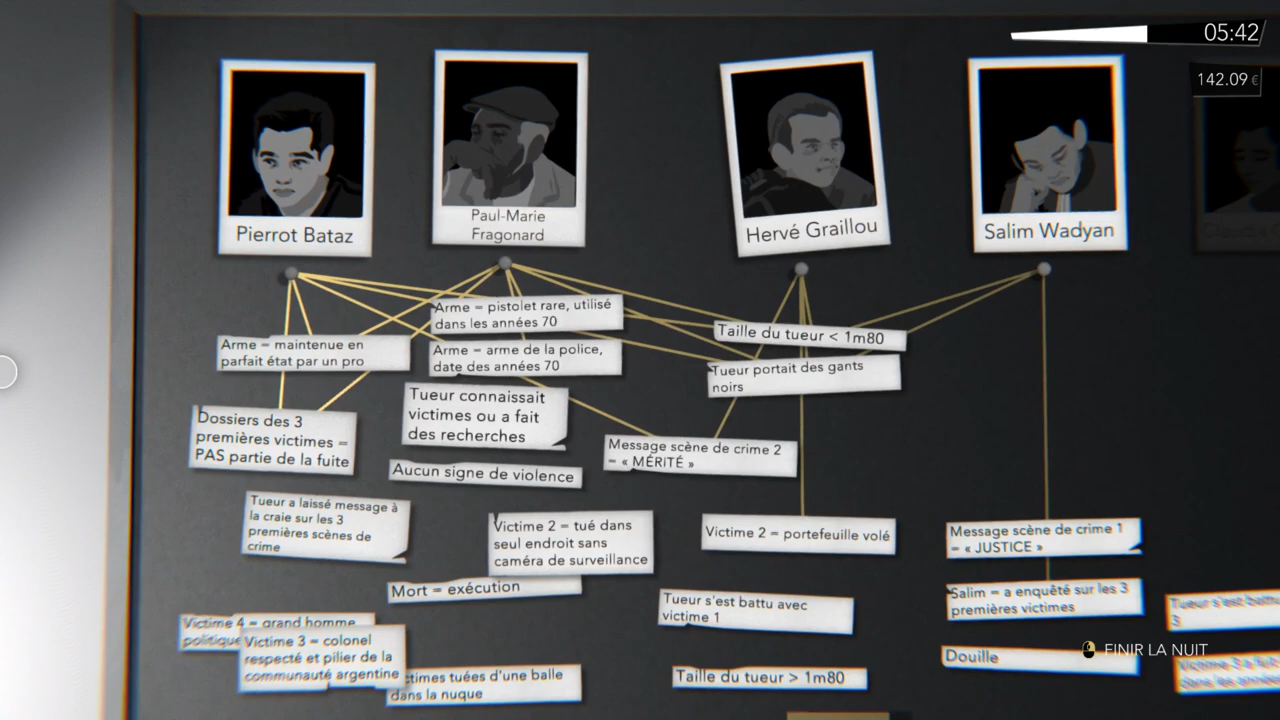 05:42
142.09 €
Pierrot Bataz
Paul-Marie
Fragonard
Hervé Graillou
Salim Wadyan
Arme = pistolet rare, utilisé
dans les années 70
Taille du tueur < 1m80
Arme = maintenue en
parfait état par un pro
Arme = arme de la police,
date des années 70
Tueur portait des gants
noirs
Tueur connaissait
victimes ou a fait
des recherches
Dossiers des 3
premières victimes =
PAS partie de la fuite
Message scène de crime 2
= « MÉRITÉ »
Aucun signe de violence
Tueur a laissé message à
la craie sur les 3
premières scènes de
crime
Victime 2 = tué dans
seul endroit sans
caméra de surveillance
Victime 2 = portefeuille volé
Message scène de crime 1
= « JUSTICE »
Mort = exécution
Salim = a enquêté sur les 3
premières victimes
Tueur s'est battu avec
victime 1
Tueur s'est
3
Victime 4 = grand homme
politique
Victime 3 = colonel
respecté et pilier de la
communauté argentine
Douille
FINIR LA NUIT
tuées d'une balle
dans la nuque
Taille du tueur > 1m80
Victime 3
dans les